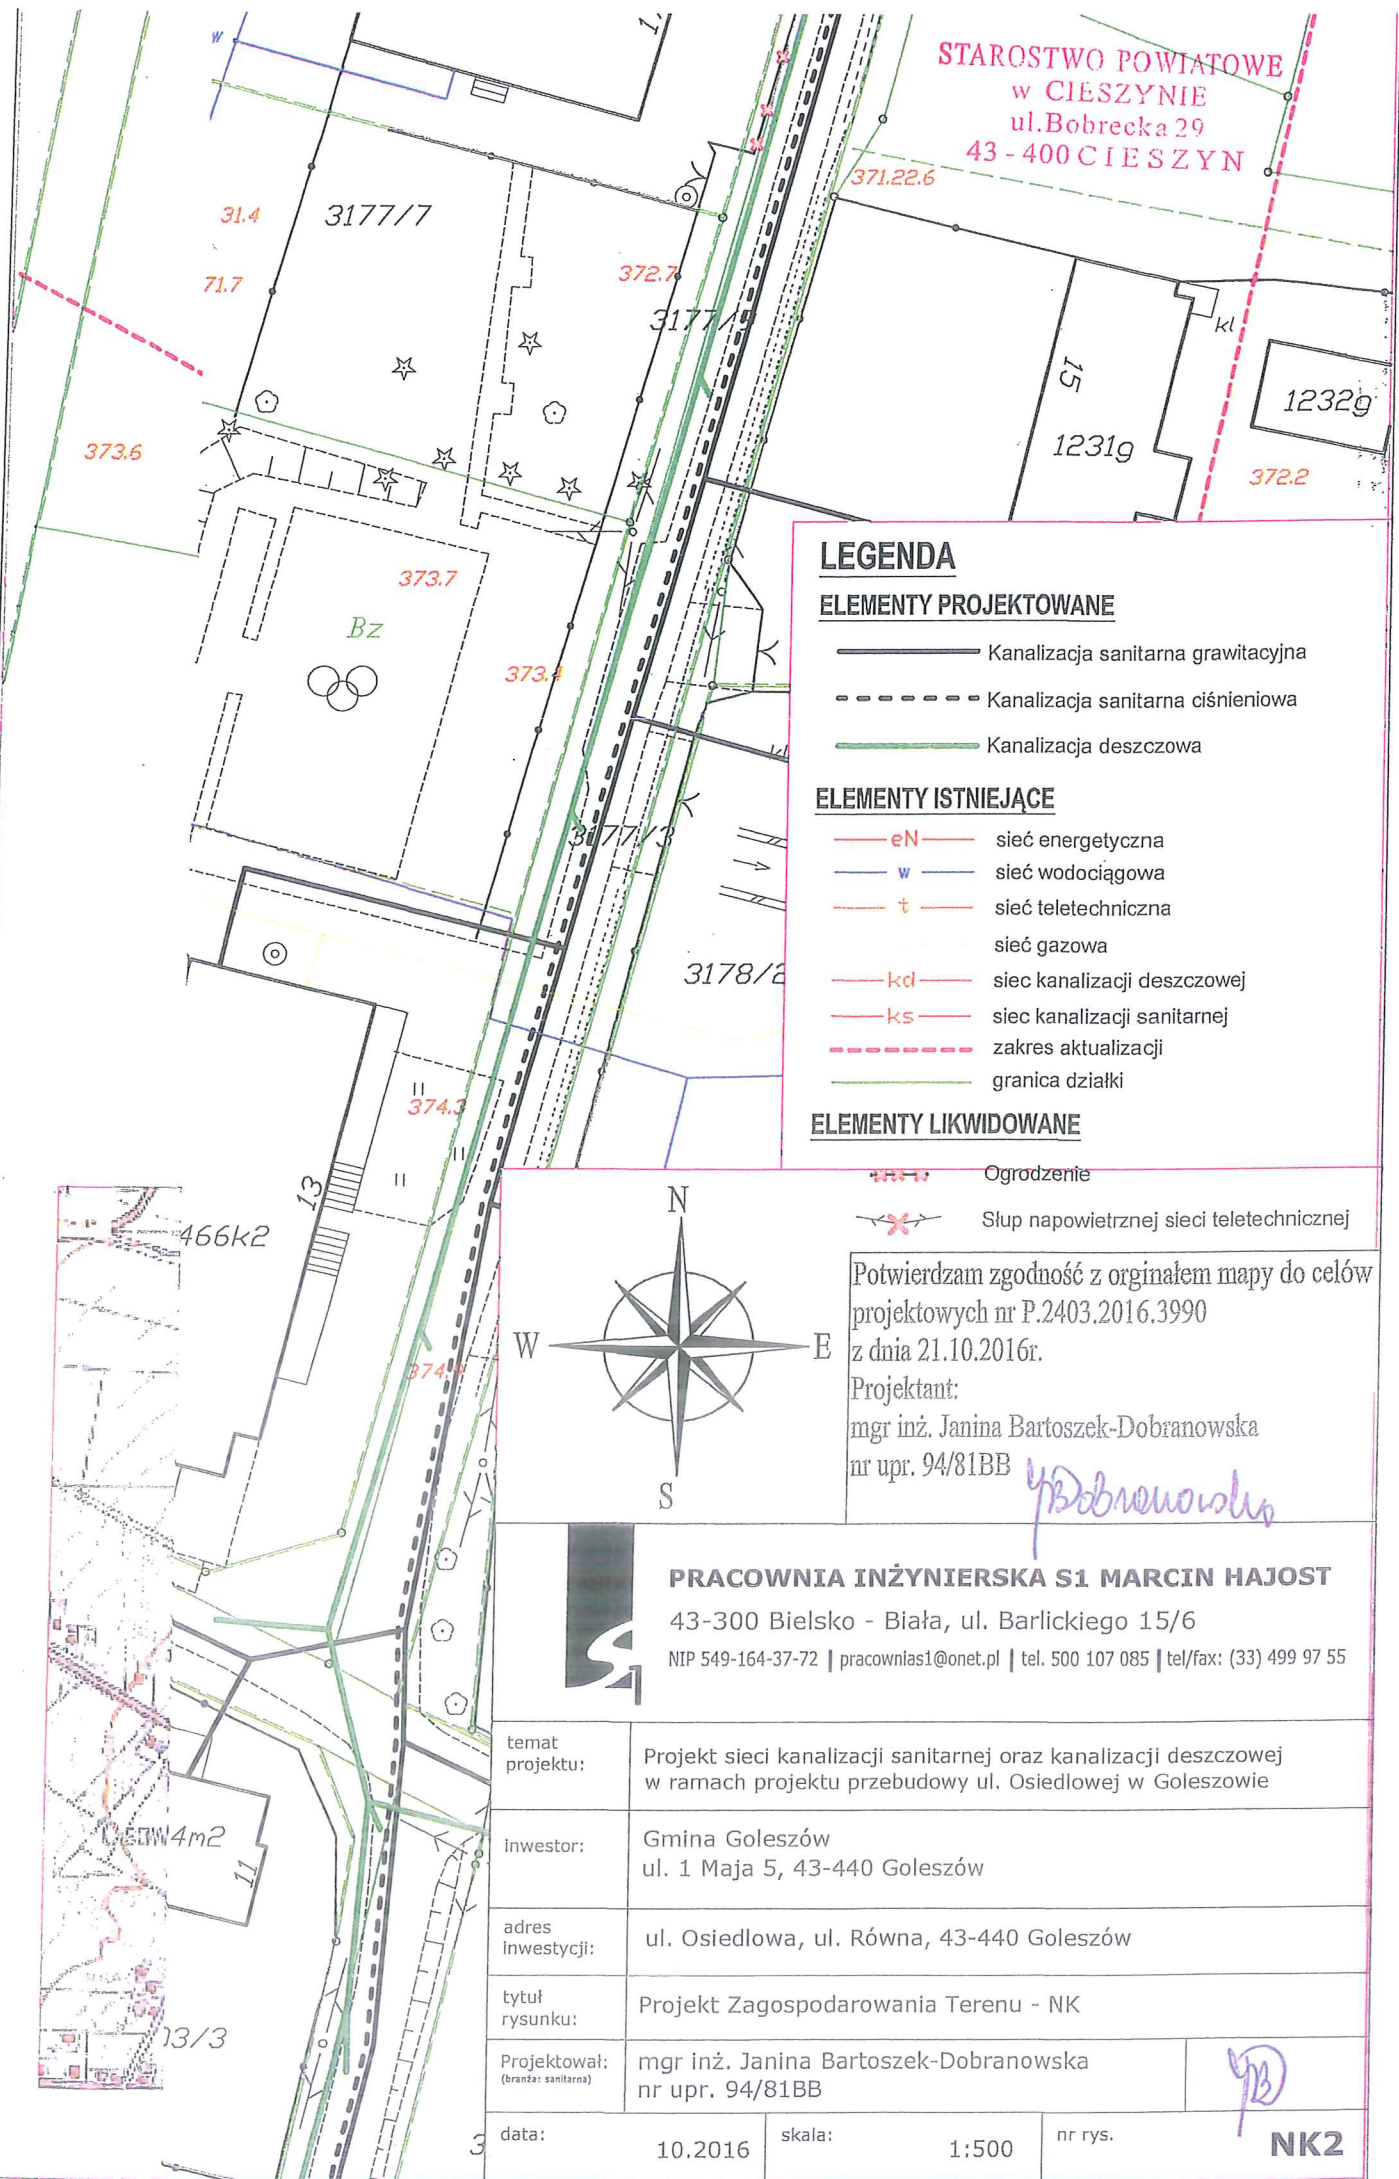 w
STAROSTWO POWIATOWE
w CIESZYNIE
ul.Bobrecka 29
43 - 400 CIESZYN
371.22.6
31.4
3177/7
71.7
372.7
kl
15
1232g
1231g
373.6
372.2
373.7
Bz
373.4
3177/3
3178/2
374.3
13
466k2
11
3/3
LEGENDA
ELEMENTY PROJEKTOWANE
Kanalizacja sanitarna grawitacyjna
Kanalizacja sanitarna ciśnieniowa
Kanalizacja deszczowa
ELEMENTY ISTNIEJĄCE
eN sieć energetyczna
w sieć wodociągowa
t sieć teletechniczna
sieć gazowa
kd siec kanalizacji deszczowej
ks siec kanalizacji sanitarnej
zakres aktualizacji
granica działki
ELEMENTY LIKWIDOWANE
Ogrodzenie
Słup napowietrznej sieci teletechnicznej
N
W
E
S
Potwierdzam zgodność z orginałem mapy do celów
projektowych nr P.2403.2016.3990
z dnia 21.10.2016r.
Projektant:
mgr inż. Janina Bartoszek-Dobranowska
nr upr. 94/81BB
JBDobranowska
S1
PRACOWNIA INŻYNIERSKA S1 MARCIN HAJOST
43-300 Bielsko - Biała, ul. Barlickiego 15/6
NIP 549-164-37-72 | pracownias1@onet.pl | tel. 500 107 085 | tel/fax: (33) 499 97 55
temat
projektu:
Projekt sieci kanalizacji sanitarnej oraz kanalizacji deszczowej
w ramach projektu przebudowy ul. Osiedlowej w Goleszowie
inwestor:
Gmina Goleszów
ul. 1 Maja 5, 43-440 Goleszów
adres
inwestycji:
ul. Osiedlowa, ul. Równa, 43-440 Goleszów
tytuł
rysunku:
Projekt Zagospodarowania Terenu - NK
Projektował:
(branża: sanitarna)
mgr inż. Janina Bartoszek-Dobranowska
nr upr. 94/81BB
data:
10.2016
skala:
1:500
nr rys.
NK2